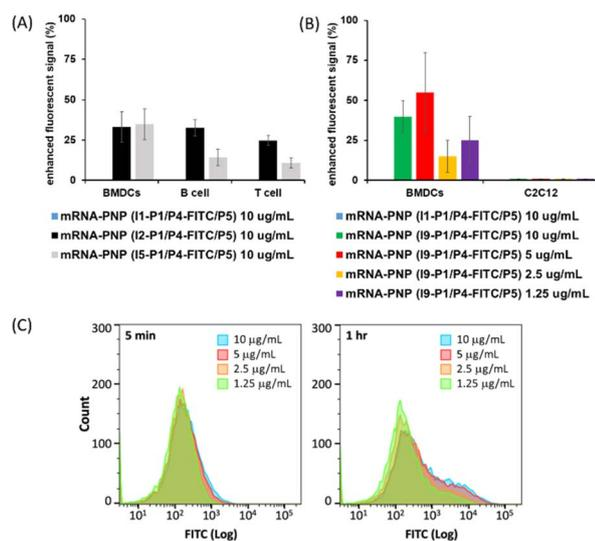 (A)
enhanced fluorescent signal (%)
100
75
50
25
0
BMDCs B cell T cell
mRNA-PNP (I1-P1/P4-FITC/P5) 10 ug/mL
mRNA-PNP (I2-P1/P4-FITC/P5) 10 ug/mL
mRNA-PNP (I5-P1/P4-FITC/P5) 10 ug/mL
(B)
enhanced fluorescent signal (%)
100
75
50
25
0
BMDCs C2C12
mRNA-PNP (I1-P1/P4-FITC/P5) 10 ug/mL
mRNA-PNP (I9-P1/P4-FITC/P5) 10 ug/mL
mRNA-PNP (I9-P1/P4-FITC/P5) 5 ug/mL
mRNA-PNP (I9-P1/P4-FITC/P5) 2.5 ug/mL
mRNA-PNP (I9-P1/P4-FITC/P5) 1.25 ug/mL
(C)
Count
300
200
100
0
5 min
10 μg/mL
5 μg/mL
2.5 μg/mL
1.25 μg/mL
10¹ 10² 10³ 10⁴ 10⁵
FITC (Log)
300
200
100
0
1 hr
10 μg/mL
5 μg/mL
2.5 μg/mL
1.25 μg/mL
10¹ 10² 10³ 10⁴ 10⁵
FITC (Log)